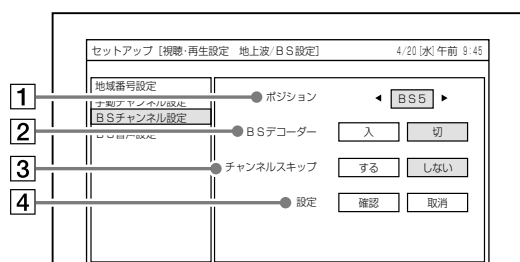 セットアップ [視聴･再生設定 地上波/BS設定] 4/20[水]午前 9:45
地域番号設定
手動チャンネル設定
BSチャンネル設定
BS音声設定
1 ポジション ◀ BS5 ▶
2 BSデコーダー 入 切
3 チャンネルスキップ する しない
4 設定 確認 取消